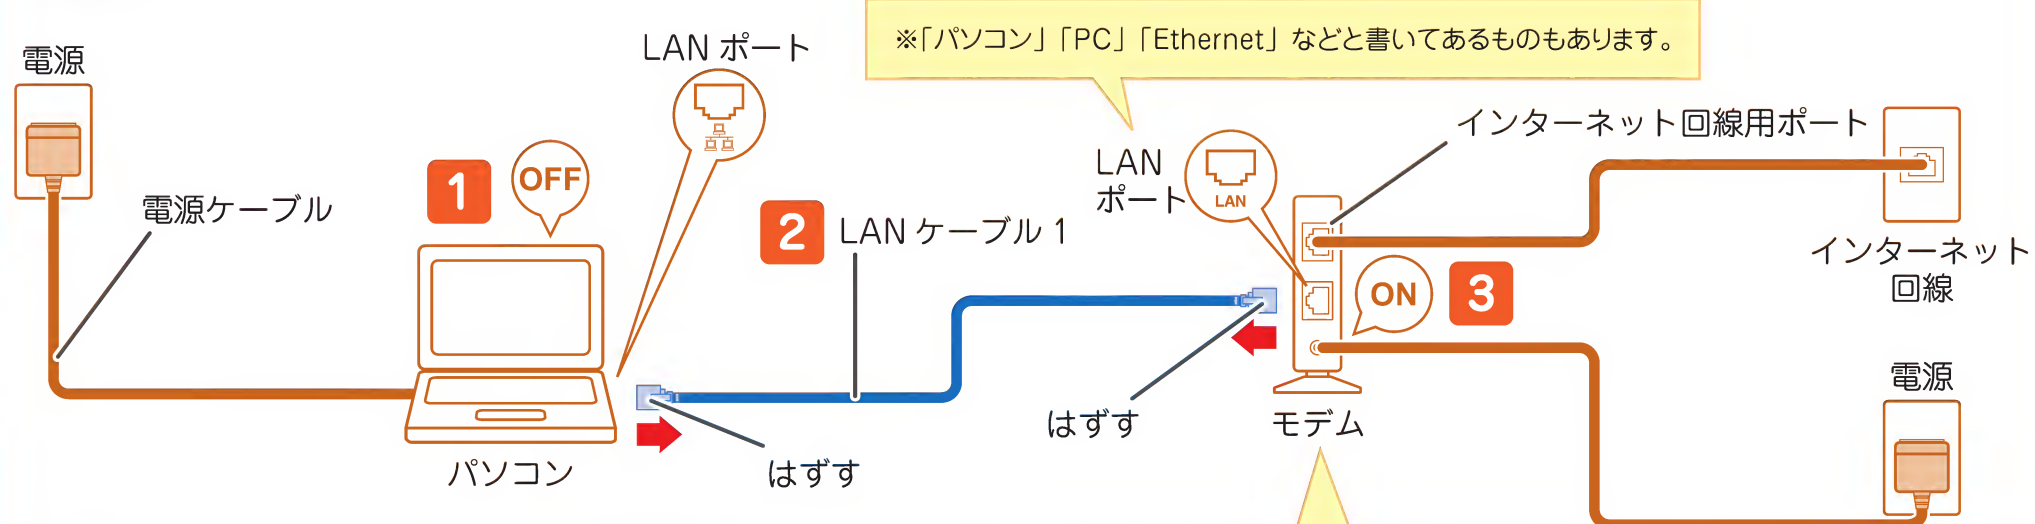 ※「パソコン」「PC」「Ethernet」などと書いてあるものもあります。
電源
LAN ポート
インターネット回線用ポート
LAN
ポート
LAN
1
OFF
電源ケーブル
2
LAN ケーブル 1
インターネット
回線
ON
3
電源
はずす
モデム
パソコン
はずす